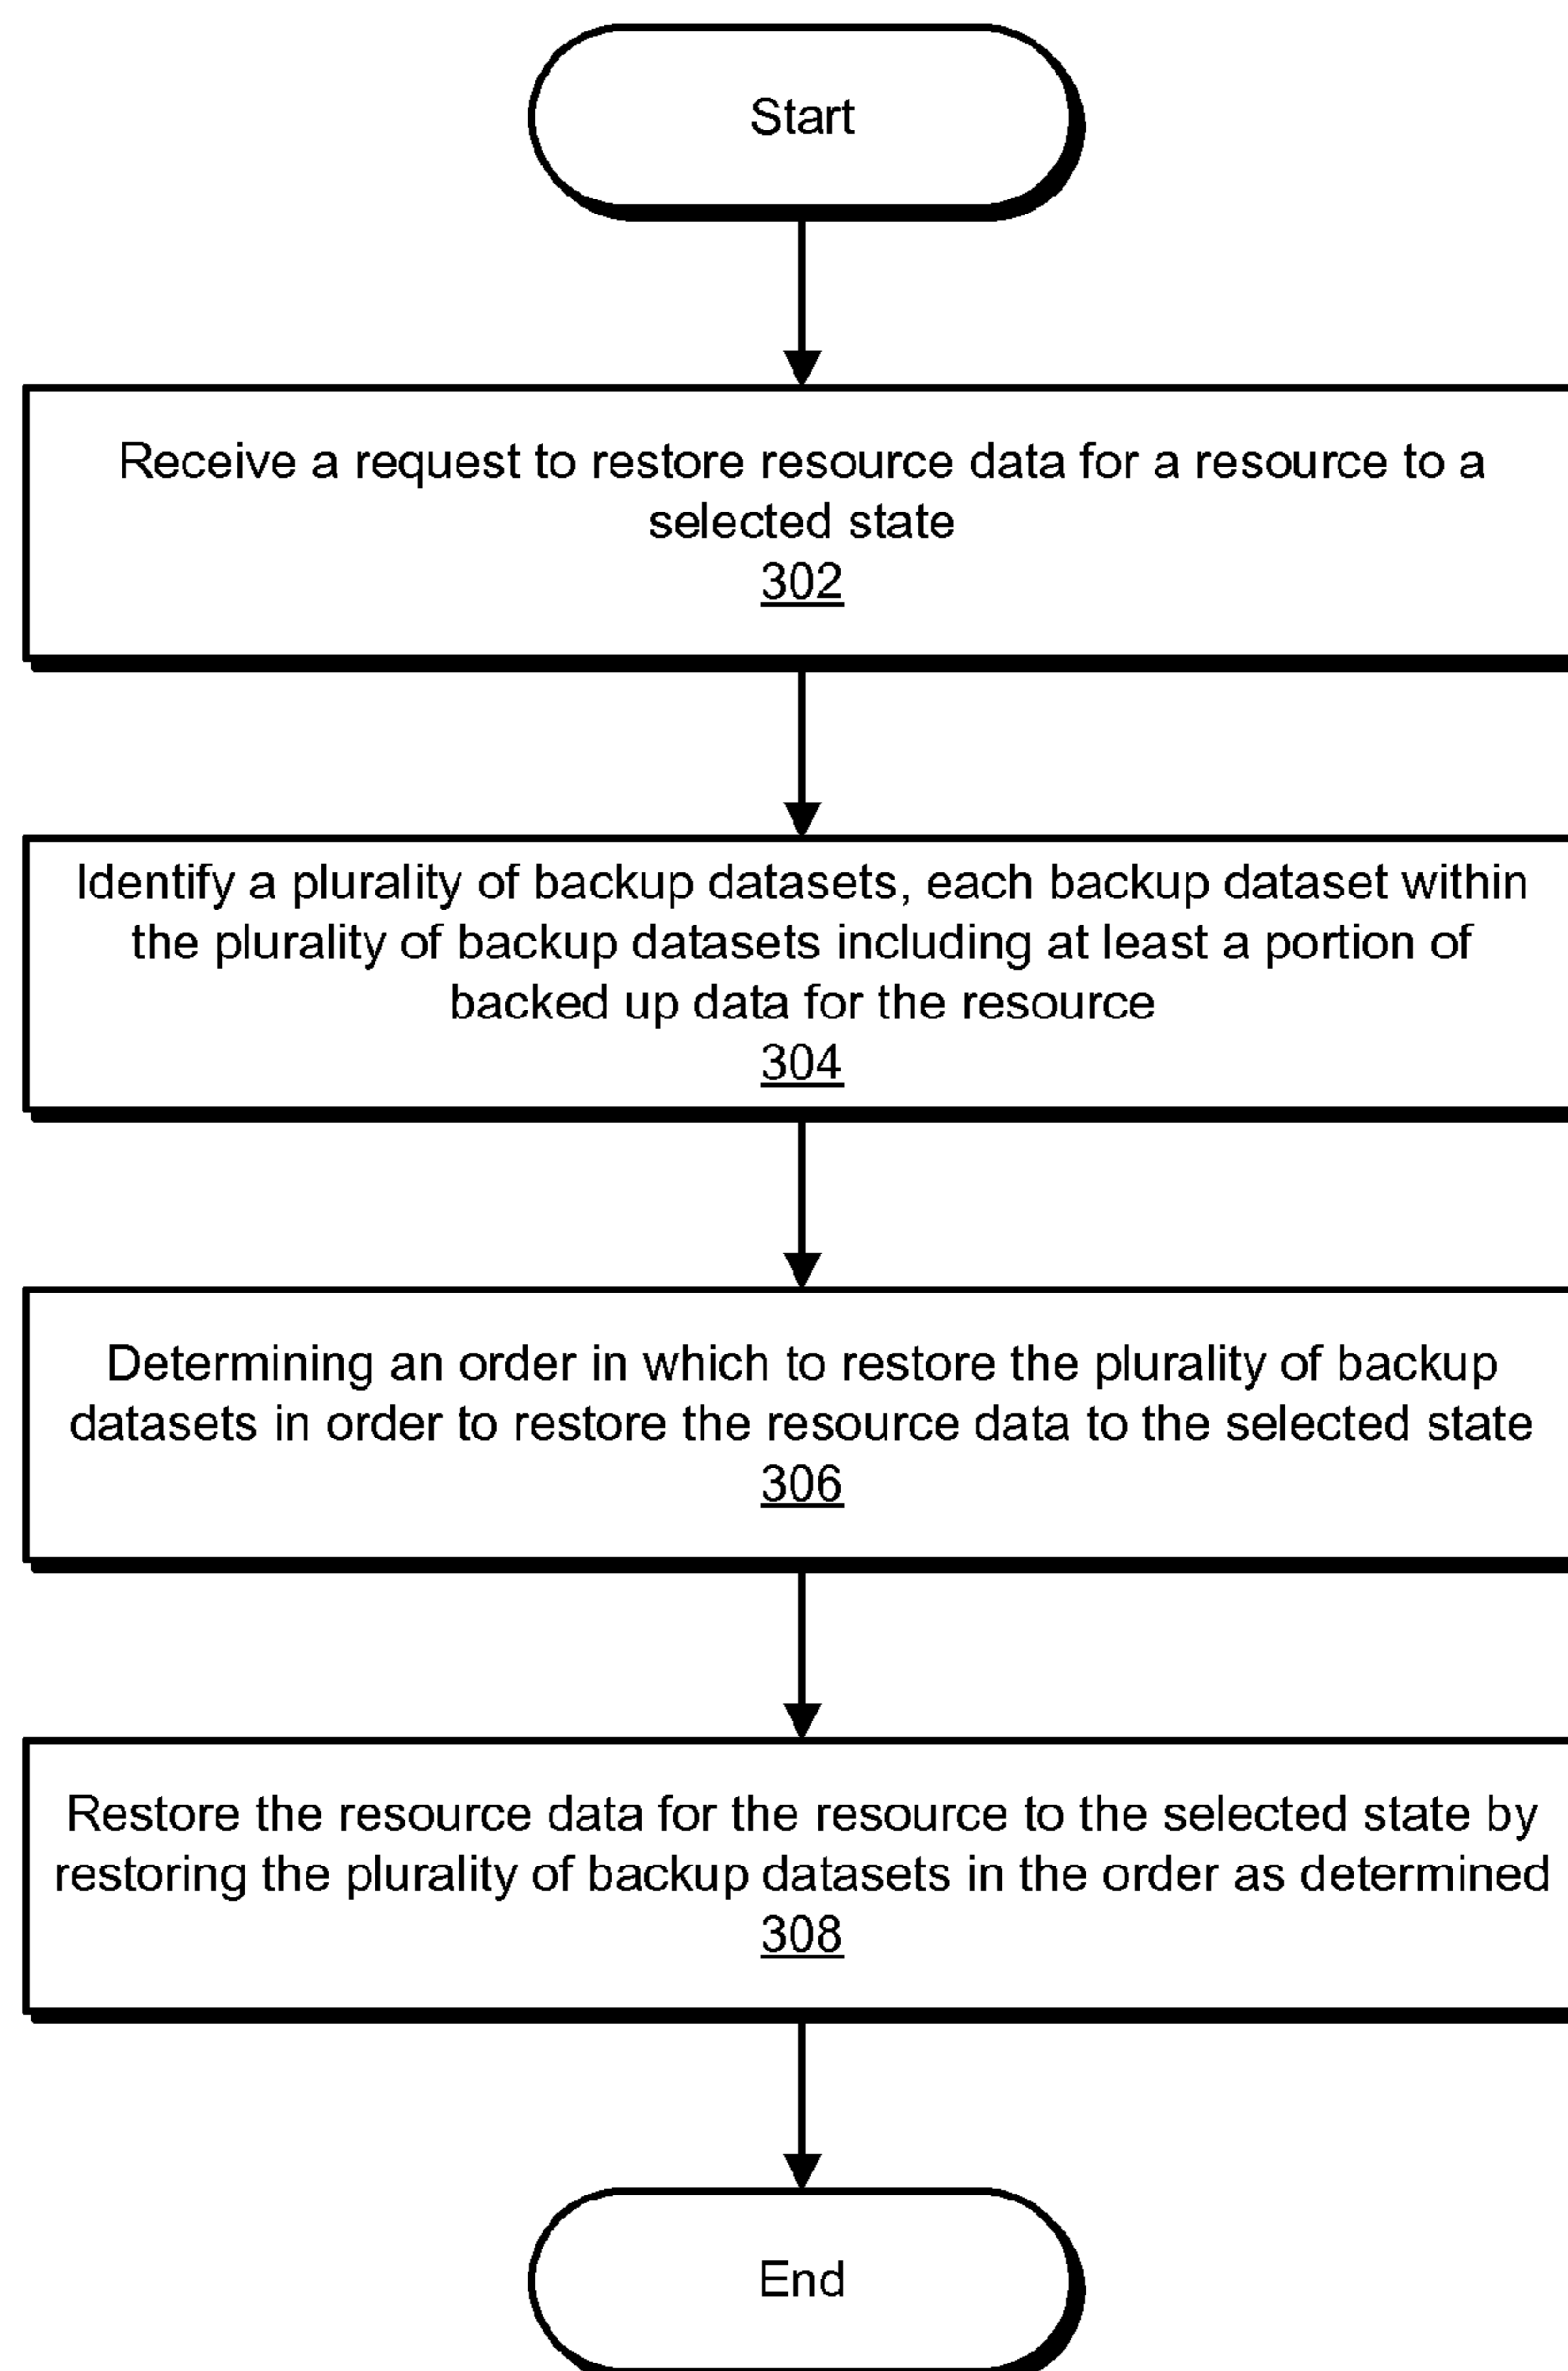 Start
Receive a request to restore resource data for a resource to a
selected state
302
Identify a plurality of backup datasets, each backup dataset within
the plurality of backup datasets including at least a portion of
backed up data for the resource
304
Determining an order in which to restore the plurality of backup
datasets in order to restore the resource data to the selected state
306
Restore the resource data for the resource to the selected state by
restoring the plurality of backup datasets in the order as determined
308
End